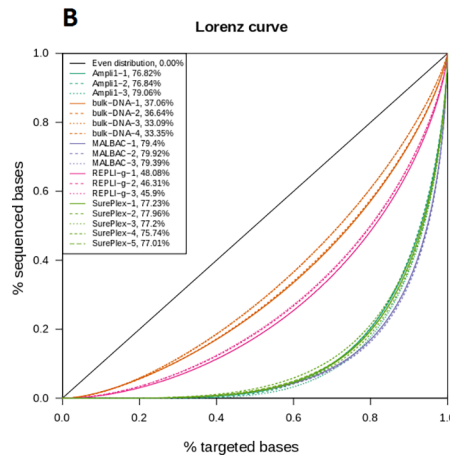 B
Lorenz curve
Even distribution, 0.00%
Ampli1-1, 76.82%
Ampli1-2, 76.84%
Ampli1-3, 79.06%
bulk-DNA-1, 37.06%
bulk-DNA-2, 36.64%
bulk-DNA-3, 33.09%
bulk-DNA-4, 33.35%
MALBAC-1, 79.4%
MALBAC-2, 79.92%
MALBAC-3, 79.39%
REPLI-g-1, 48.08%
REPLI-g-2, 46.31%
REPLI-g-3, 45.9%
SurePlex-1, 77.23%
SurePlex-2, 77.96%
SurePlex-3, 77.2%
SurePlex-4, 75.74%
SurePlex-5, 77.01%
% sequenced bases
1.0
0.8
0.6
0.4
0.2
0.0
0.0 0.2 0.4 0.6 0.8 1.0
% targeted bases